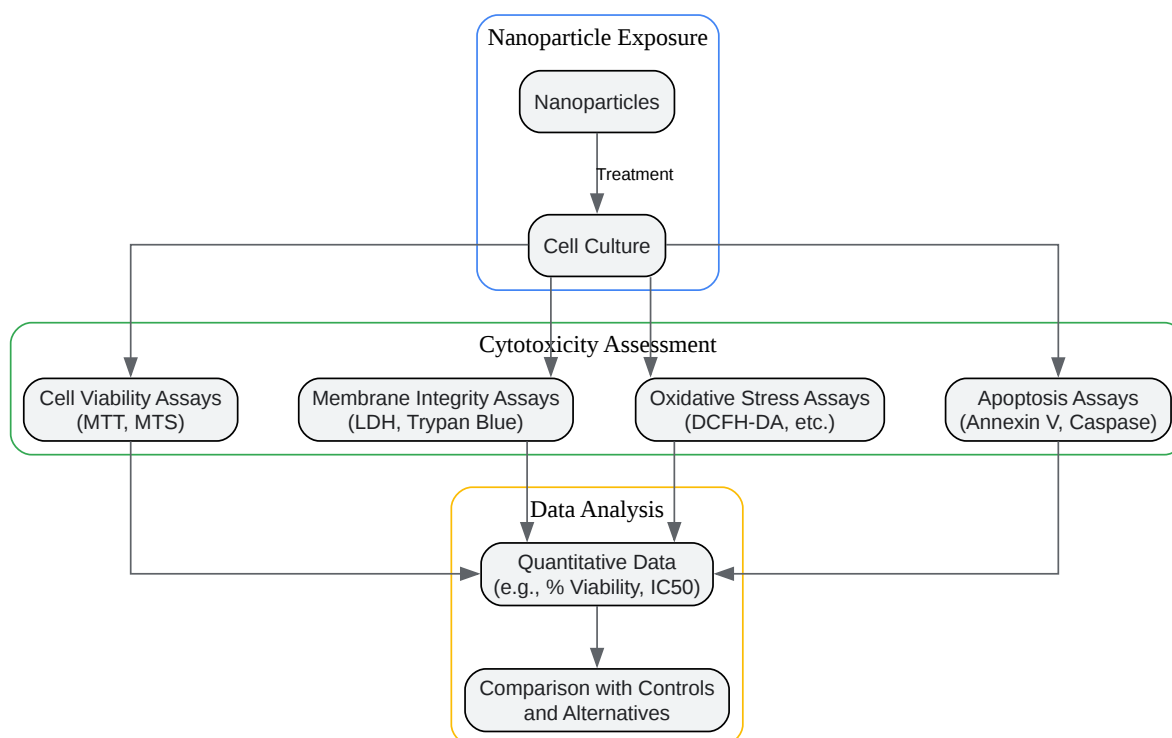 Nanoparticle Exposure
Nanoparticles
Treatment
Cell Culture
Cytotoxicity Assessment
Cell Viability Assays
(MTT, MTS)
Membrane Integrity Assays
(LDH, Trypan Blue)
Oxidative Stress Assays
(DCFH-DA, etc.)
Apoptosis Assays
(Annexin V, Caspase)
Data Analysis
Quantitative Data
(e.g., % Viability, IC50)
Comparison with Controls
and Alternatives